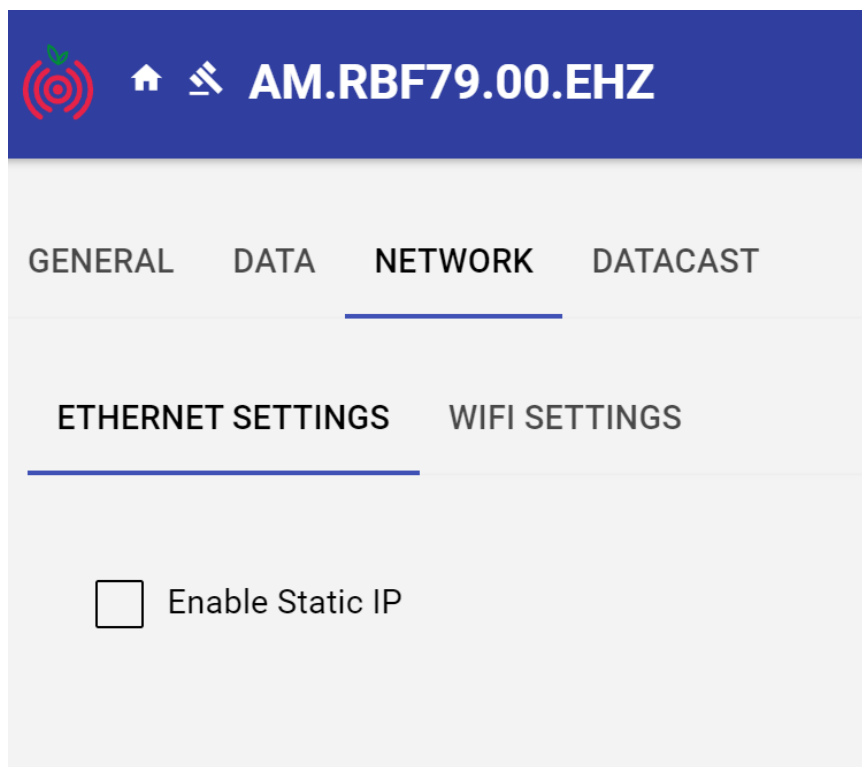 AM.RBF79.00.EHZ
GENERAL DATA NETWORK DATACAST
ETHERNET SETTINGS WIFI SETTINGS
Enable Static IP